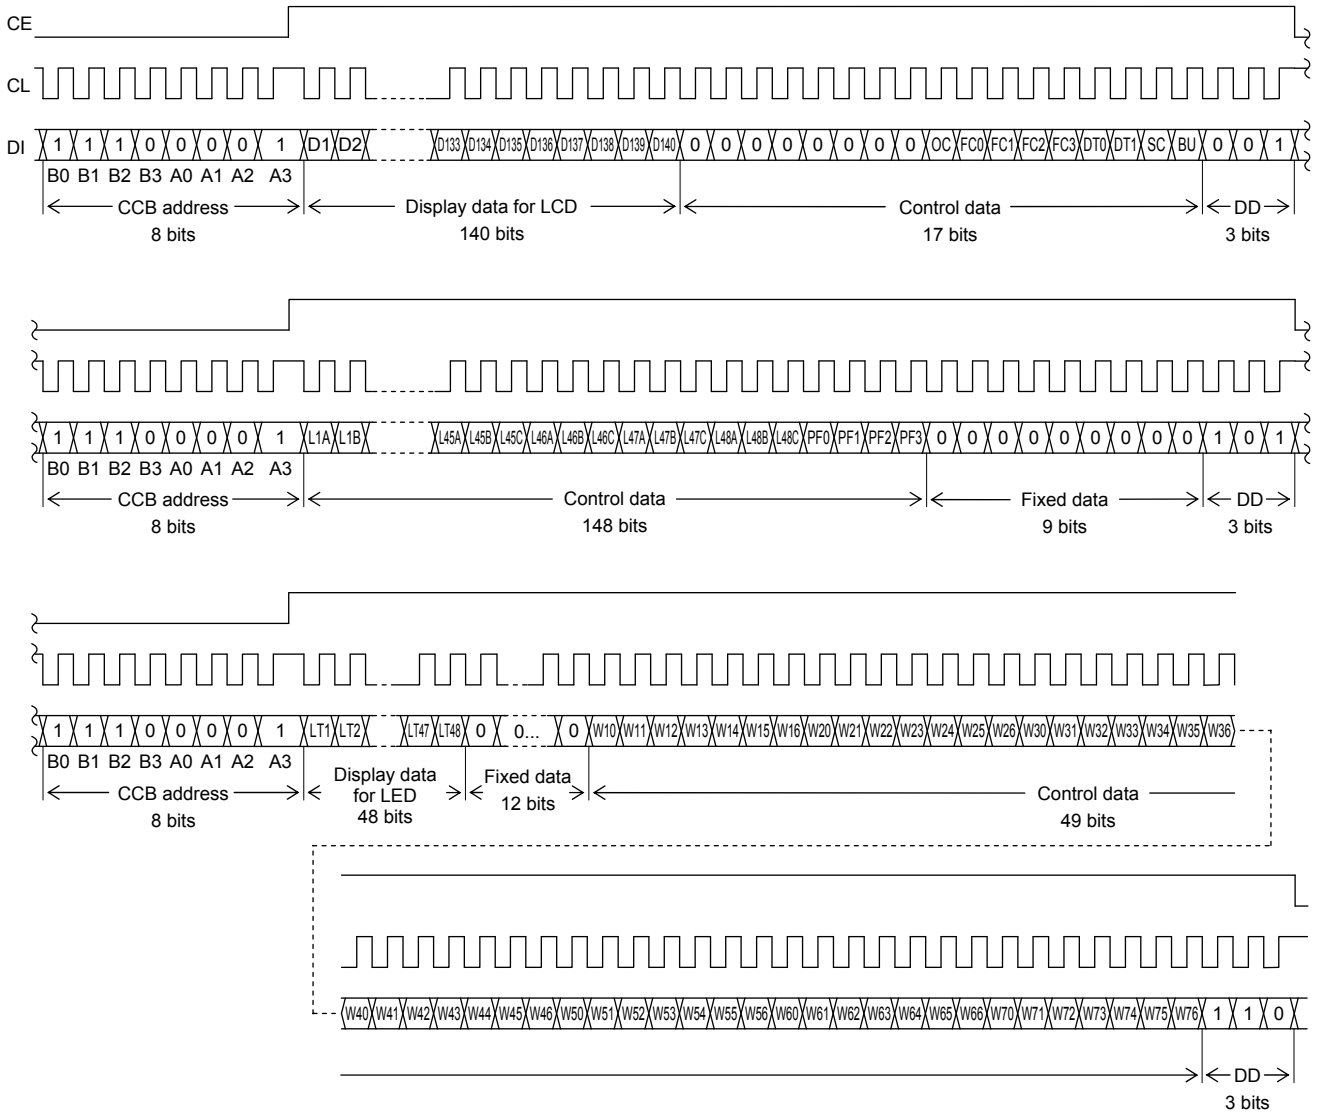 CE
CL
DI 1 1 1 0 0 0 0 1 D1 D2 D133 D134 D135 D136 D137 D138 D139 D140 0 0 0 0 0 0 0 0 OC FC0 FC1 FC2 FC3 DT0 DT1 SC BU 0 0 1
B0 B1 B2 B3 A0 A1 A2 A3
CCB address Display data for LCD Control data DD
8 bits 140 bits 17 bits 3 bits
1 1 1 0 0 0 0 1 L1A L1B L45A L45B L45C L46A L46B L46C L47A L47B L47C L48A L48B L48C PF0 PF1 PF2 PF3 0 0 0 0 0 0 0 0 0 1 0 1
B0 B1 B2 B3 A0 A1 A2 A3
CCB address Control data Fixed data DD
8 bits 148 bits 9 bits 3 bits
1 1 1 0 0 0 0 1 LT1 LT2 LT47 LT48 0 0... 0 W10 W11 W12 W13 W14 W15 W16 W20 W21 W22 W23 W24 W25 W26 W30 W31 W32 W33 W34 W35 W36
B0 B1 B2 B3 A0 A1 A2 A3
CCB address Display data for LED Fixed data Control data
8 bits 48 bits 12 bits 49 bits
W40 W41 W42 W43 W44 W45 W46 W50 W51 W52 W53 W54 W55 W56 W60 W61 W62 W63 W64 W65 W66 W70 W71 W72 W73 W74 W75 W76 1 1 0
DD
3 bits